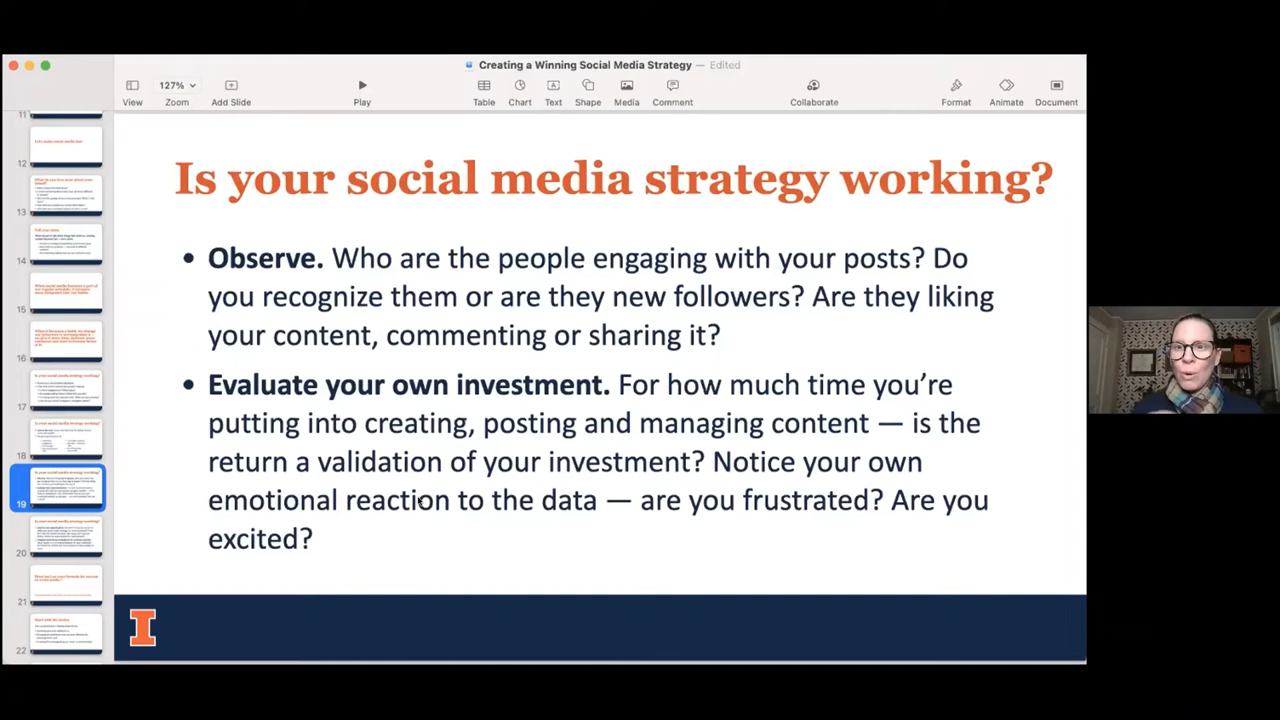 Creating a Winning Social Media Strategy — Edited
127%
View
Zoom
Add Slide
Play
Table
Chart
Text
Shape
Media
Comment
Collaborate
Format
Animate
Document
11
12
13
14
15
16
17
18
19
20
21
22
Is your social media strategy working?
• Observe. Who are the people engaging with your posts? Do
you recognize them or are they new followers? Are they liking
your content, commenting or sharing it?
• Evaluate your own investment. For how much time you’re
putting into creating, posting and managing content — is the
return a validation of your investment? Notice your own
emotional reaction to the data — are you frustrated? Are you
excited?
I